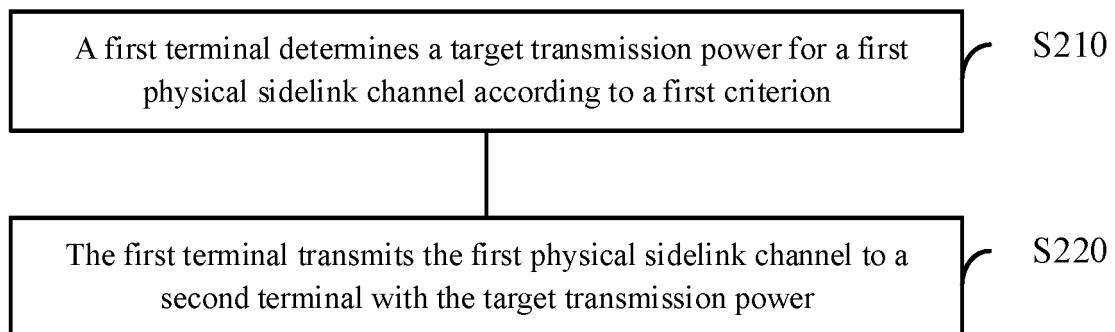 A first terminal determines a target transmission power for a first
physical sidelink channel according to a first criterion
S210
The first terminal transmits the first physical sidelink channel to a
second terminal with the target transmission power
S220